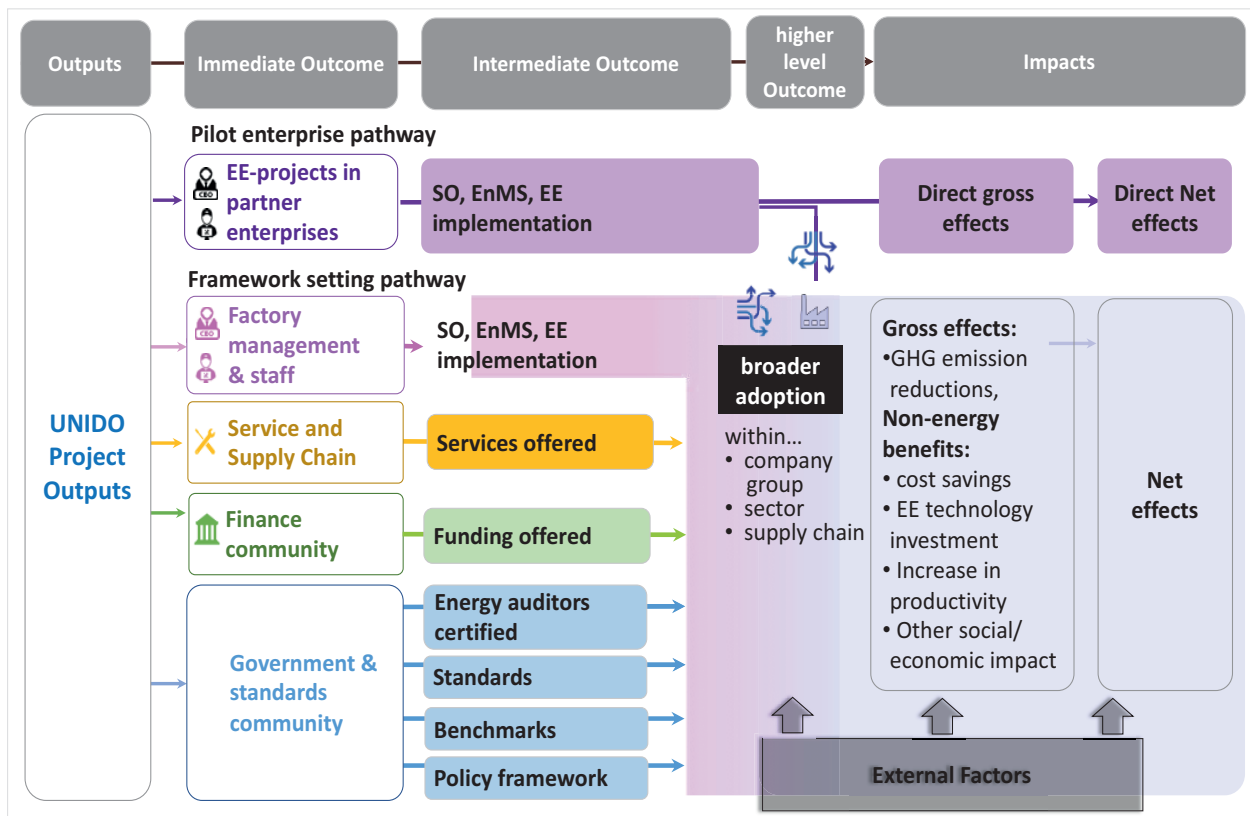 Outputs
Immediate Outcome
Intermediate Outcome
higher
level
Outcome
Impacts
Pilot enterprise pathway
CEO
EE-projects in
partner
enterprises
SO, EnMS, EE
implementation
Direct gross
effects
Direct Net
effects
Framework setting pathway
CEO
Factory
management
& staff
SO, EnMS, EE
implementation
UNIDO
Project
Outputs
Service and
Supply Chain
Services offered
Finance
community
Funding offered
Government &
standards
community
Energy auditors
certified
Standards
Benchmarks
Policy framework
broader
adoption
within...
• company
group
• sector
• supply chain
Gross effects:
•GHG emission
reductions,
Non-energy
benefits:
• cost savings
• EE technology
investment
• Increase in
productivity
• Other social/
economic impact
Net
effects
External Factors